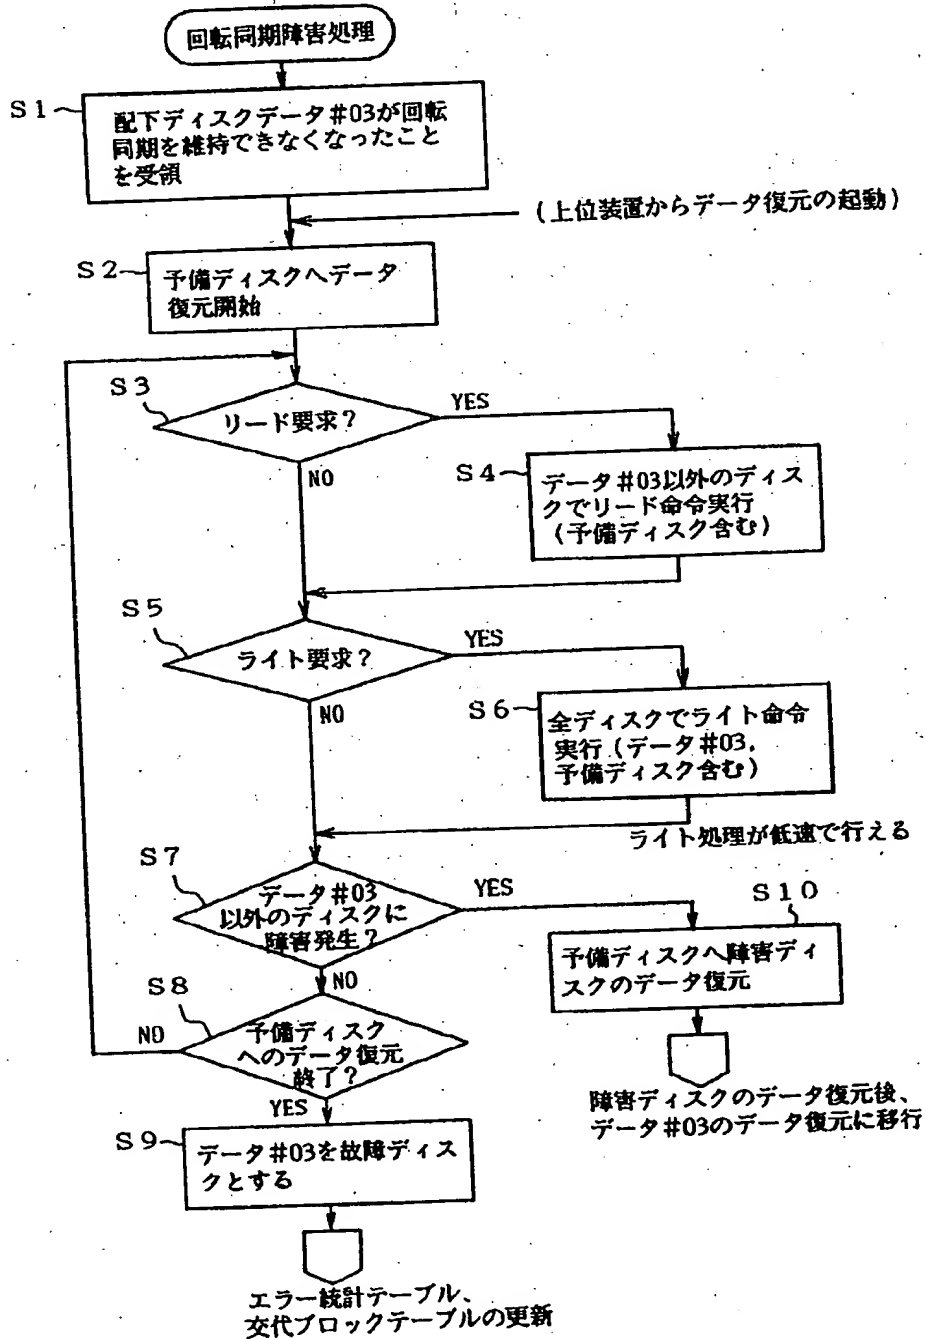 回転同期障害処理
S1
配下ディスクデータ#03が回転
同期を維持できなくなったこと
を受領
(上位装置からデータ復元の起動)
S2
予備ディスクへデータ
復元開始
S3
リード要求?
YES
NO
S4
データ#03以外のディス
クでリード命令実行
(予備ディスク含む)
S5
ライト要求?
YES
NO
S6
全ディスクでライト命令
実行(データ#03,
予備ディスク含む)
ライト処理が低速で行える
S7
データ#03
以外のディスクに
障害発生?
YES
NO
S10
予備ディスクへ障害ディ
スクのデータ復元
障害ディスクのデータ復元後、
データ#03のデータ復元に移行
S8
予備ディスク
へのデータ復元
終了?
NO
YES
S9
データ#03を故障ディス
クとする
エラー統計テーブル、
交代ブロックテーブルの更新